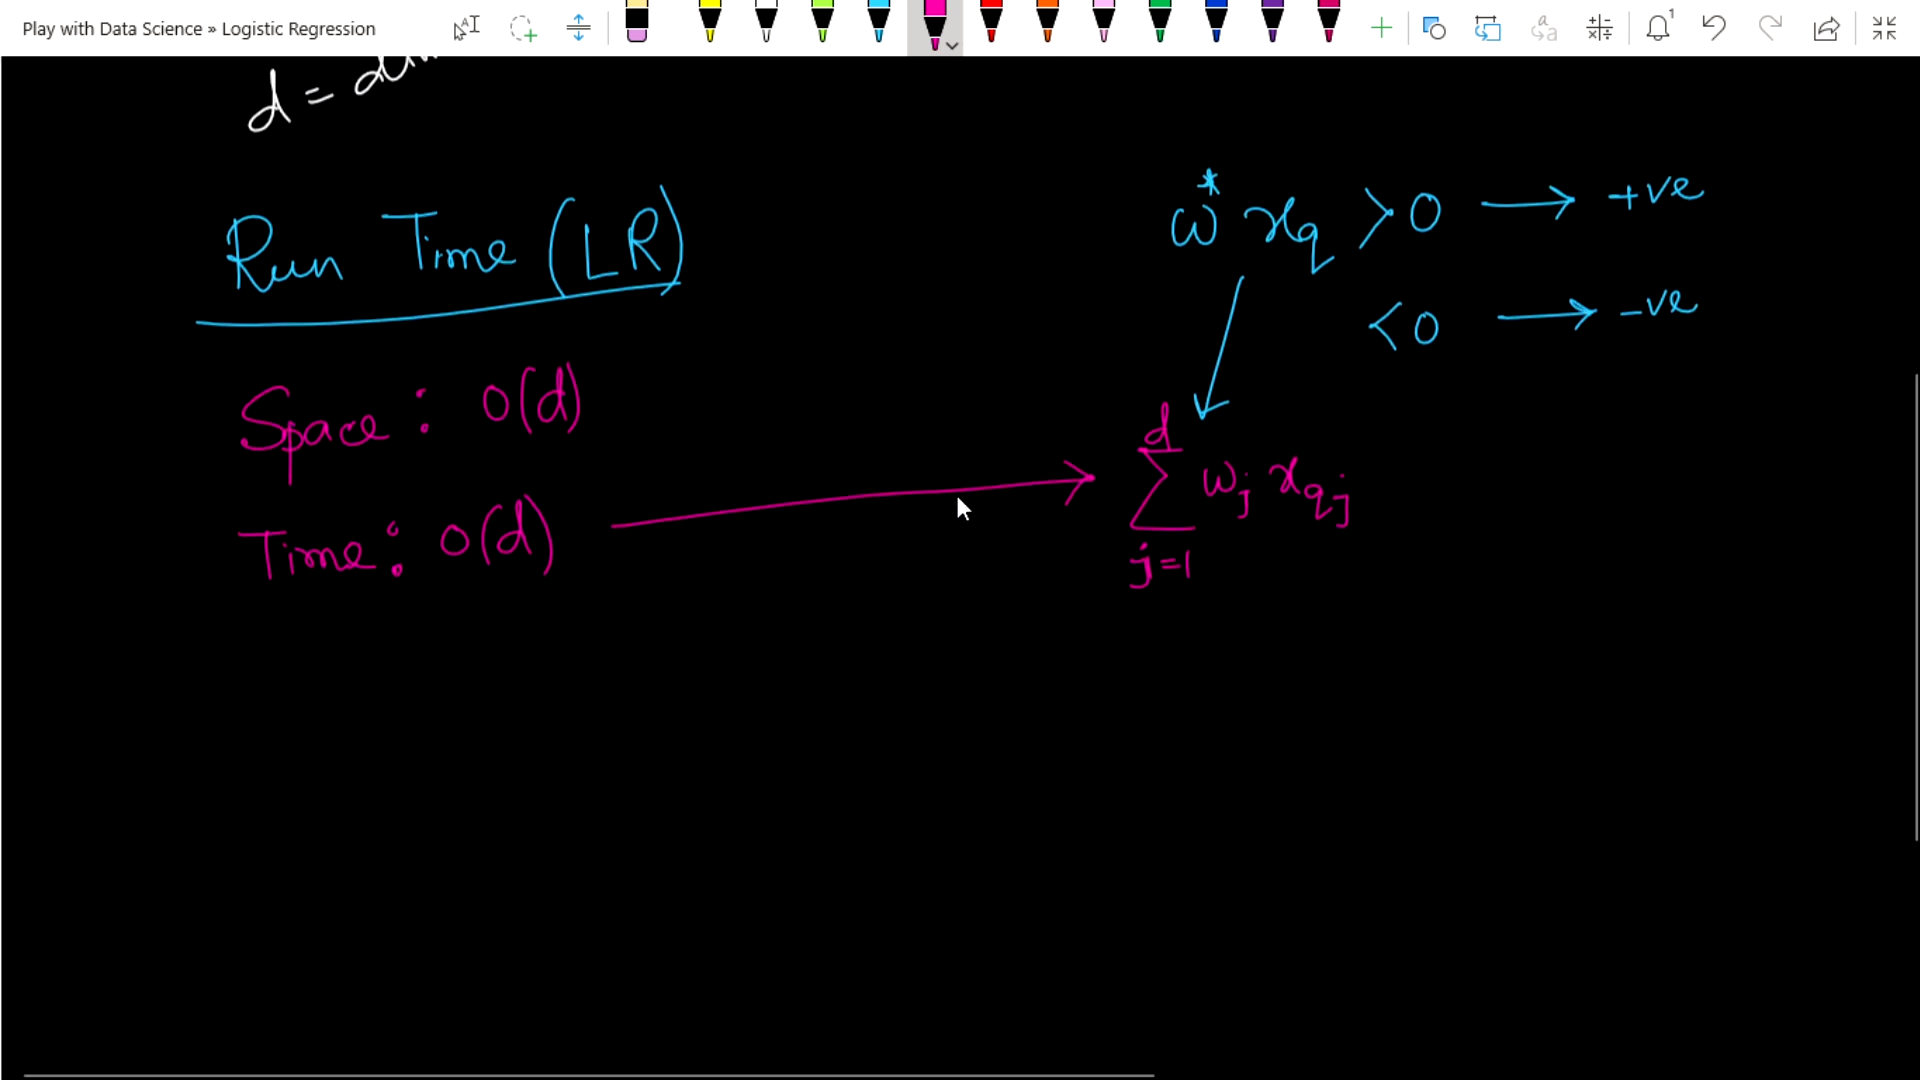 Play with Data Science » Logistic Regression
d =
Run Time (LR)
w* xq > 0 → +ve
< 0 → -ve
Space : O(d)
Time : O(d) → d Σ j=1 wj xqj